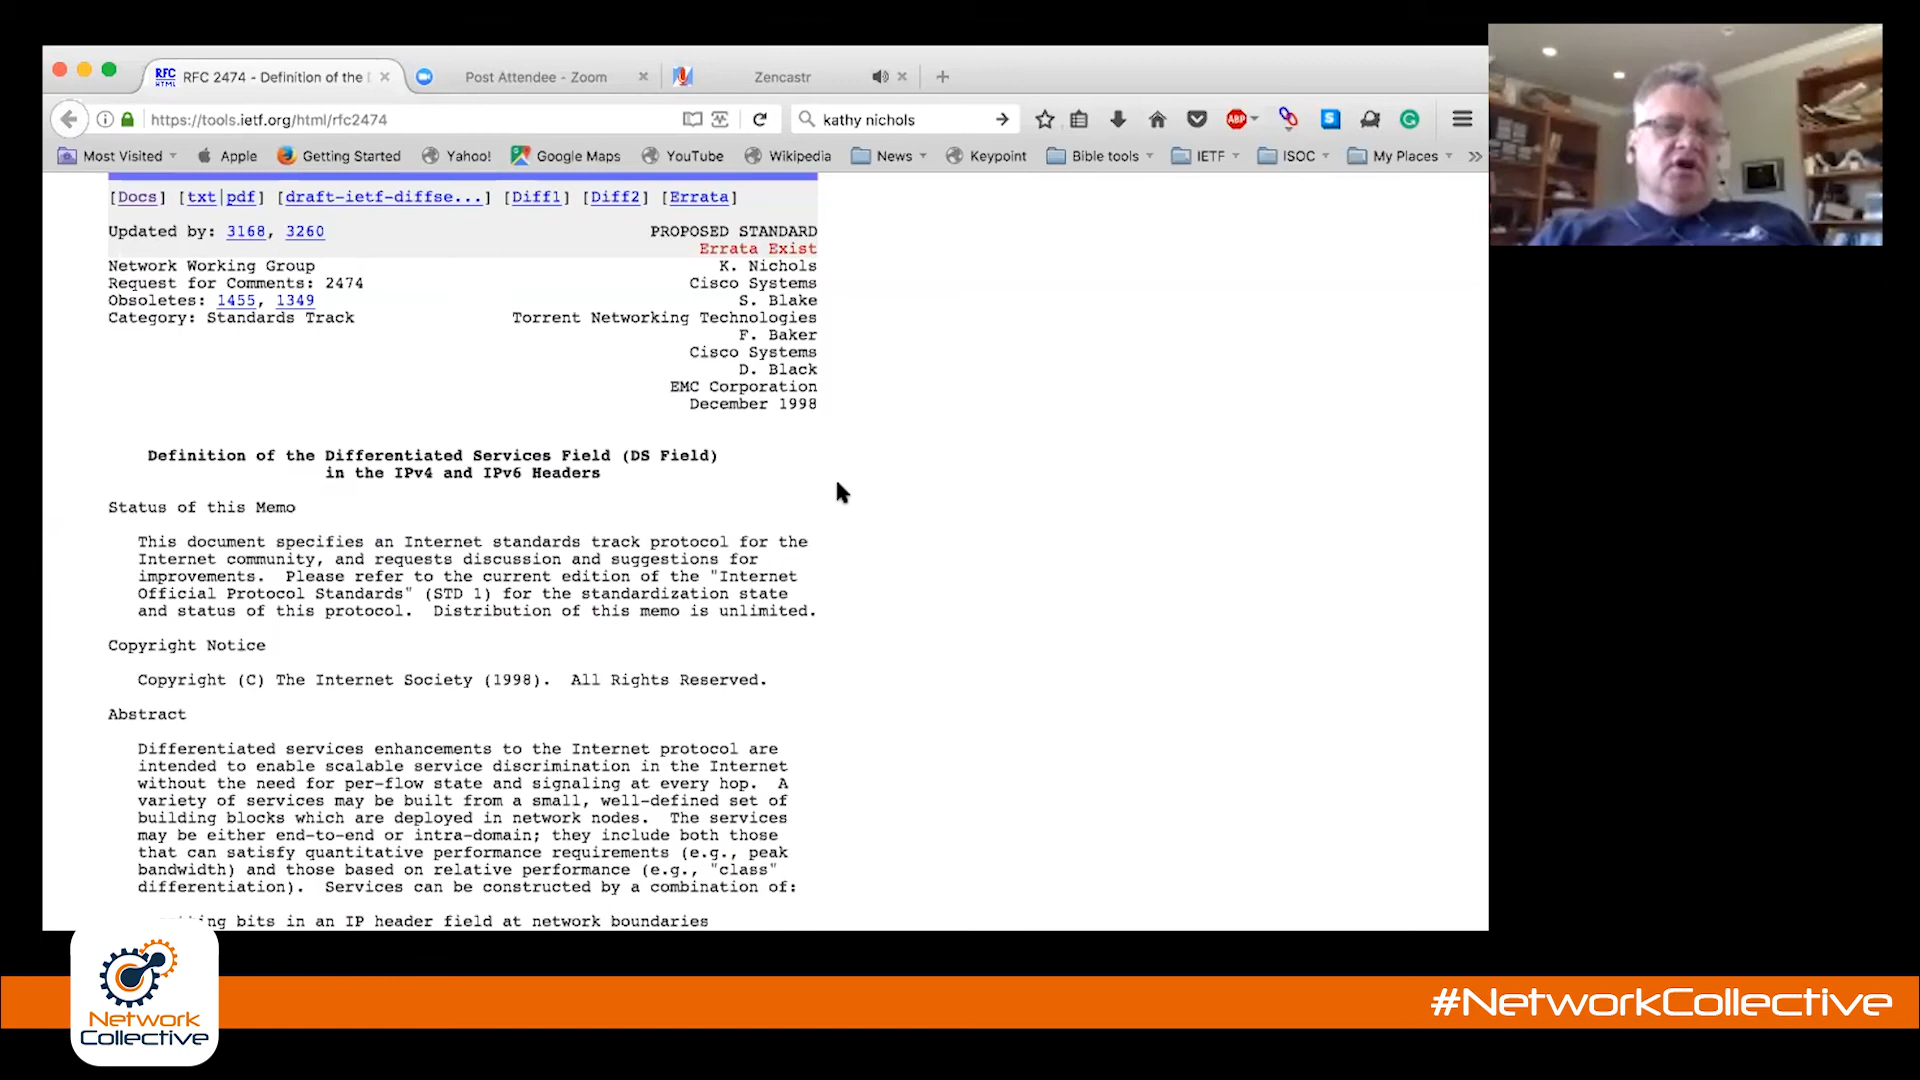 RFC HTML RFC 2474 - Definition of the Post Attendee - Zoom Zencastr
https://tools.ietf.org/html/rfc2474 kathy nichols ABP S
Most Visited Apple Getting Started Yahoo! Google Maps YouTube Wikipedia News Keypoint Bible tools IETF ISOC My Places
[Docs] [txt|pdf] [draft-ietf-diffse...] [Diff1] [Diff2] [Errata]
Updated by: 3168, 3260 PROPOSED STANDARD
Errata Exist
Network Working Group K. Nichols
Request for Comments: 2474 Cisco Systems
Obsoletes: 1455, 1349 S. Blake
Category: Standards Track Torrent Networking Technologies
F. Baker
Cisco Systems
D. Black
EMC Corporation
December 1998
Definition of the Differentiated Services Field (DS Field)
in the IPv4 and IPv6 Headers
Status of this Memo
This document specifies an Internet standards track protocol for the
Internet community, and requests discussion and suggestions for
improvements. Please refer to the current edition of the "Internet
Official Protocol Standards" (STD 1) for the standardization state
and status of this protocol. Distribution of this memo is unlimited.
Copyright Notice
Copyright (C) The Internet Society (1998). All Rights Reserved.
Abstract
Differentiated services enhancements to the Internet protocol are
intended to enable scalable service discrimination in the Internet
without the need for per-flow state and signaling at every hop. A
variety of services may be built from a small, well-defined set of
building blocks which are deployed in network nodes. The services
may be either end-to-end or intra-domain; they include both those
that can satisfy quantitative performance requirements (e.g., peak
bandwidth) and those based on relative performance (e.g., "class"
differentiation). Services can be constructed by a combination of:
bits in an IP header field at network boundaries
Network
Collective
#NetworkCollective